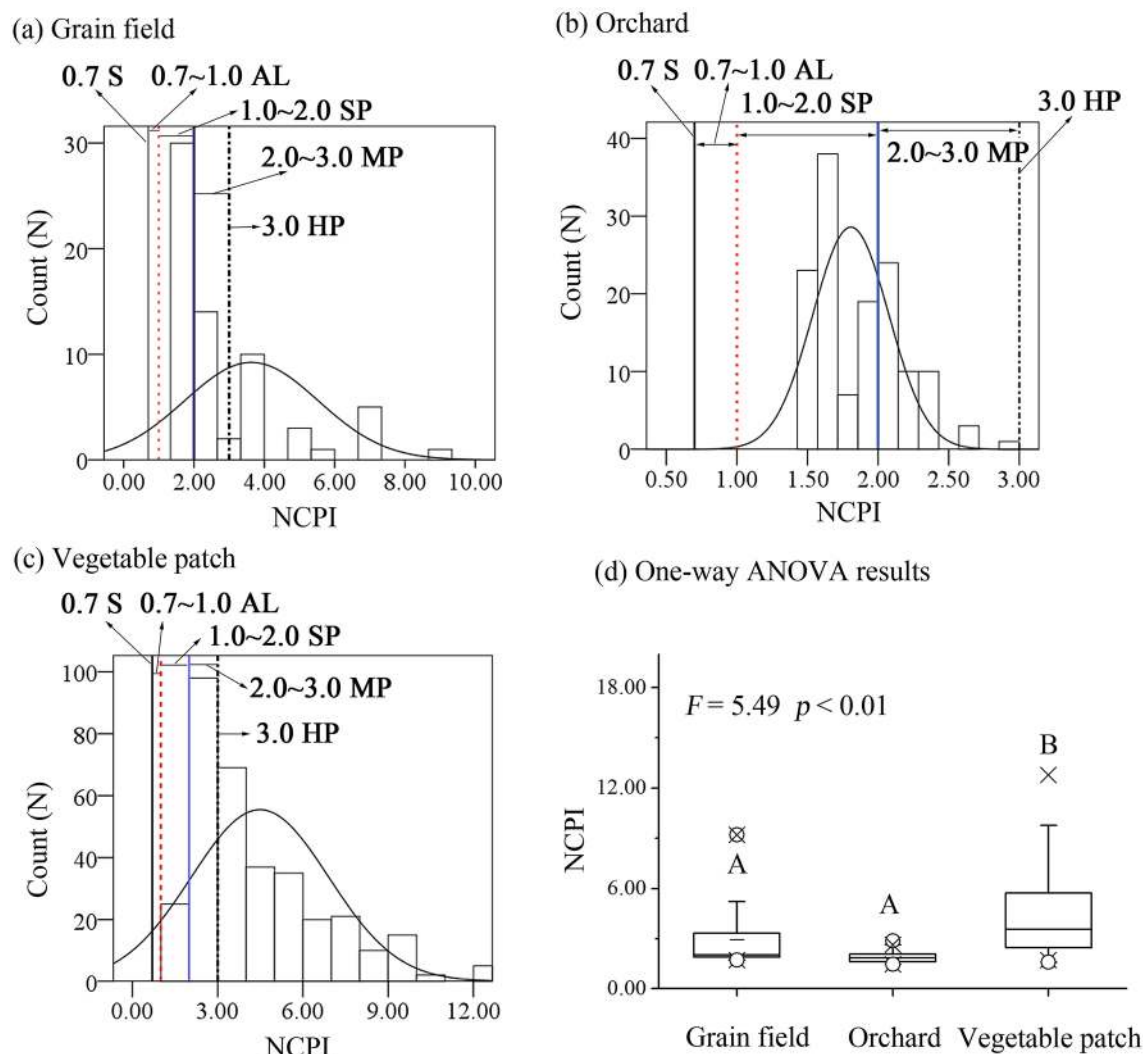 (a) Grain field
0.7 S 0.7~1.0 AL
1.0~2.0 SP
2.0~3.0 MP
3.0 HP
30
20
10
0
Count (N)
0.00 2.00 4.00 6.00 8.00 10.00
NCPI
(b) Orchard
0.7 S 0.7~1.0 AL
1.0~2.0 SP
3.0 HP
2.0~3.0 MP
40
30
20
10
0
Count (N)
0.50 1.00 1.50 2.00 2.50 3.00
NCPI
(c) Vegetable patch
0.7 S 0.7~1.0 AL
1.0~2.0 SP
2.0~3.0 MP
3.0 HP
100
80
60
40
20
0
Count (N)
0.00 3.00 6.00 9.00 12.00
NCPI
(d) One-way ANOVA results
F = 5.49 p < 0.01
18.00
12.00
6.00
0.00
NCPI
A
A
B
Grain field Orchard Vegetable patch